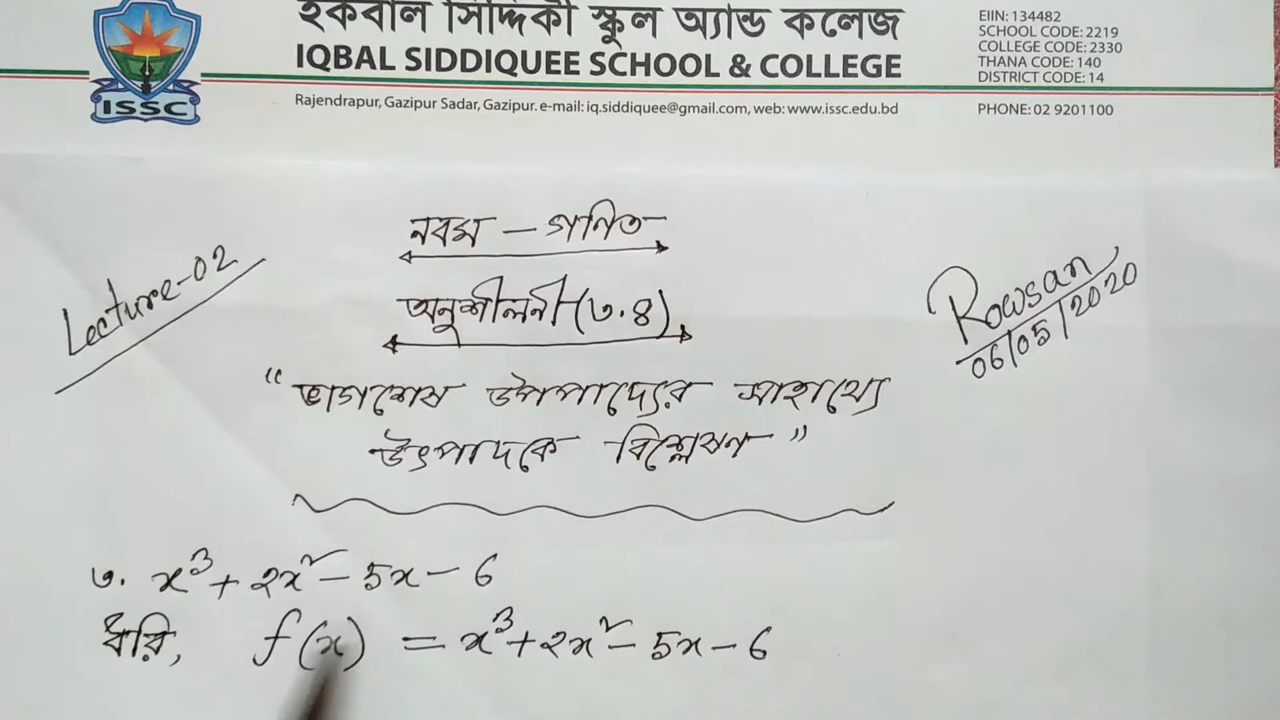 ইকবাল সিদ্দিকী স্কুল অ্যান্ড কলেজ
IQBAL SIDDIQUEE SCHOOL & COLLEGE
Rajendrapur, Gazipur Sadar, Gazipur. e-mail: iq.siddiquee@gmail.com, web: www.issc.edu.bd
EIIN: 134482
SCHOOL CODE: 2219
COLLEGE CODE: 2330
THANA CODE: 140
DISTRICT CODE: 14
PHONE: 02 9201100
ISSC
Lecture-02
নবম - গনিত
অনুশীলনী (৩.৪)
Rowsan
06/05/2020
"ভাগশেষ উপপাদ্যের সাহায্যে
উৎপাদকে বিশ্লেষণ"
৩. x³ + 2x² - 5x - 6
ধরি, f(x) = x³ + 2x² - 5x - 6